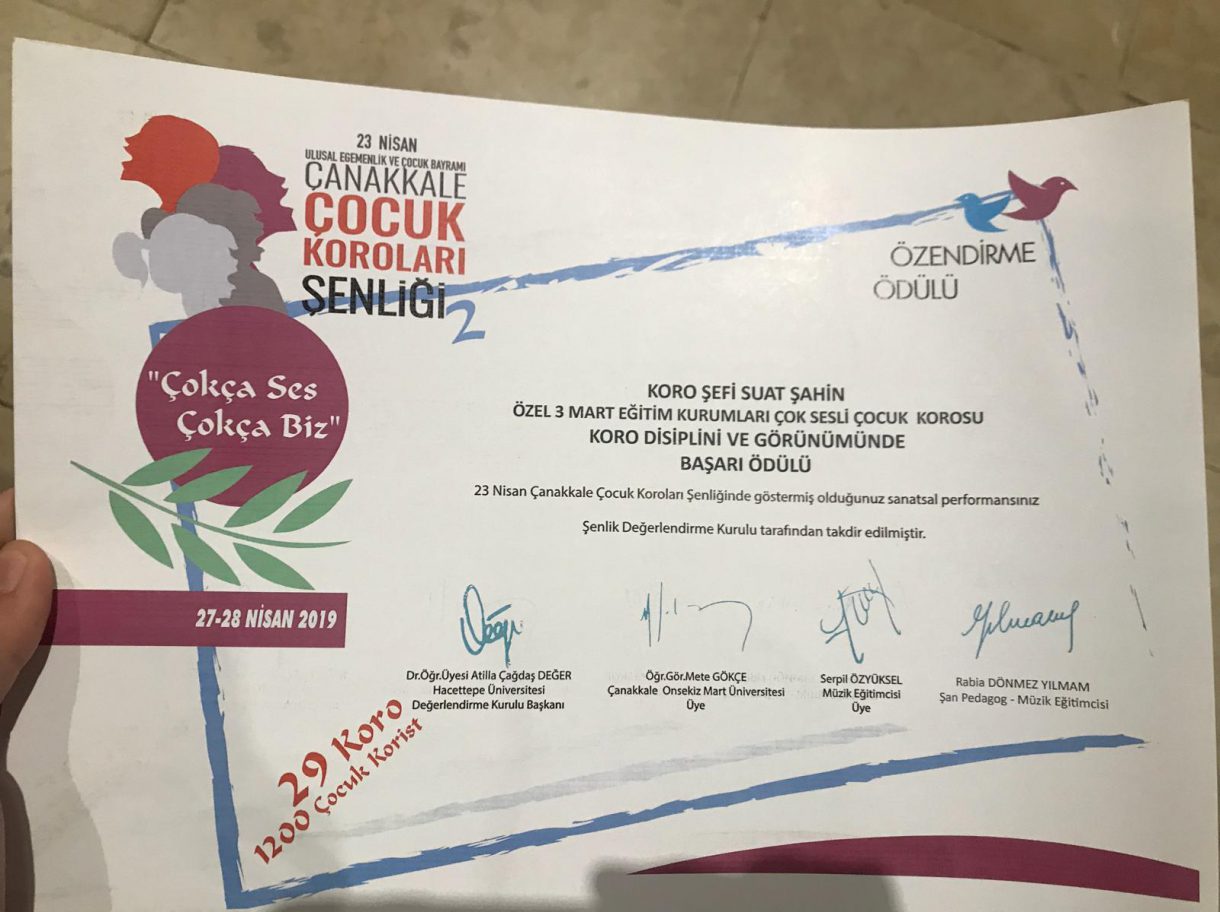 23 NİSAN
ULUSAL EGEMENLİK VE ÇOCUK BAYRAMI
ÇANAKKALE
ÇOCUK
KOROLARI
ŞENLİĞİ
2
"Çokça Ses
Çokça Biz"
27-28 NİSAN 2019
ÖZENDİRME
ÖDÜLÜ
KORO ŞEFİ SUAT ŞAHİN
ÖZEL 3 MART EĞİTİM KURUMLARI ÇOK SESLİ ÇOCUK KOROSU
KORO DİSİPLİNİ VE GÖRÜNÜMÜNDE
BAŞARI ÖDÜLÜ
23 Nisan Çanakkale Çocuk Koroları Şenliğinde göstermiş olduğunuz sanatsal performansınız
Şenlik Değerlendirme Kurulu tarafından takdir edilmiştir.
Dr.Öğr.Üyesi Atilla Çağdaş DEĞER
Hacettepe Üniversitesi
Değerlendirme Kurulu Başkanı
Öğr.Gör.Mete GÖKÇE
Çanakkale Onsekiz Mart Üniversitesi
Üye
Serpil ÖZYÜKSEL
Müzik Eğitimcisi
Üye
Rabia DÖNMEZ YILMAM
Şan Pedagog - Müzik Eğitimcisi
29 Koro
1200 Çocuk Korist